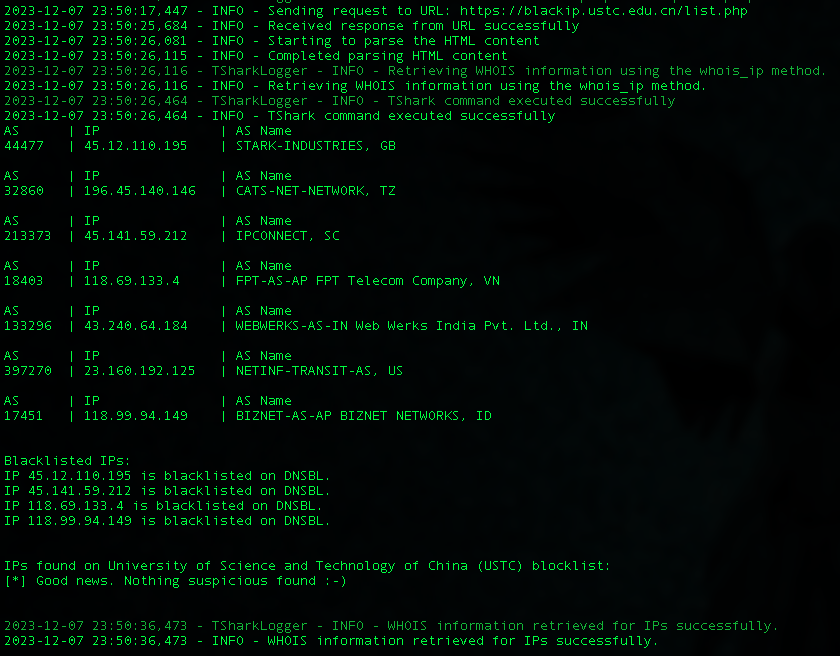 2023-12-07 23:50:17,447 - INFO - Sending request to URL: https://blackip.ustc.edu.cn/list.php
2023-12-07 23:50:25,684 - INFO - Received response from URL successfully
2023-12-07 23:50:26,081 - INFO - Starting to parse the HTML content
2023-12-07 23:50:26,115 - INFO - Completed parsing HTML content
2023-12-07 23:50:26,116 - TSharkLogger - INFO - Retrieving WHOIS information using the whois_ip method.
2023-12-07 23:50:26,116 - INFO - Retrieving WHOIS information using the whois_ip method.
2023-12-07 23:50:26,464 - TSharkLogger - INFO - TShark command executed successfully
2023-12-07 23:50:26,464 - INFO - TShark command executed successfully
AS | IP | AS Name
44477 | 45.12.110.195 | STARK-INDUSTRIES, GB
AS | IP | AS Name
32860 | 196.45.140.146 | CATS-NET-NETWORK, TZ
AS | IP | AS Name
213373 | 45.141.59.212 | IPCONNECT, SC
AS | IP | AS Name
18403 | 118.69.133.4 | FPT-AS-AP FPT Telecom Company, VN
AS | IP | AS Name
133296 | 43.240.64.184 | WEBWERKS-AS-IN Web Werks India Pvt. Ltd., IN
AS | IP | AS Name
397270 | 23.160.192.125 | NETINF-TRANSIT-AS, US
AS | IP | AS Name
17451 | 118.99.94.149 | BIZNET-AS-AP BIZNET NETWORKS, ID
Blacklisted IPs:
IP 45.12.110.195 is blacklisted on DNSBL.
IP 45.141.59.212 is blacklisted on DNSBL.
IP 118.69.133.4 is blacklisted on DNSBL.
IP 118.99.94.149 is blacklisted on DNSBL.
IPs found on University of Science and Technology of China (USTC) blocklist:
[*] Good news. Nothing suspicious found :-)
2023-12-07 23:50:36,473 - TSharkLogger - INFO - WHOIS information retrieved for IPs successfully.
2023-12-07 23:50:36,473 - INFO - WHOIS information retrieved for IPs successfully.